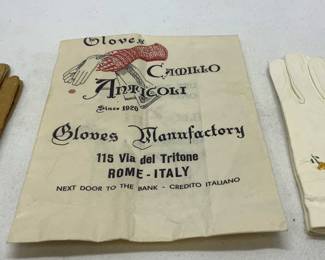 Gloves
CAMILLO
ANTICOLI
Since 1926
Gloves Manufactory
115 Via del Tritone
ROME - ITALY
NEXT DOOR TO THE BANK - CREDITO ITALIANO